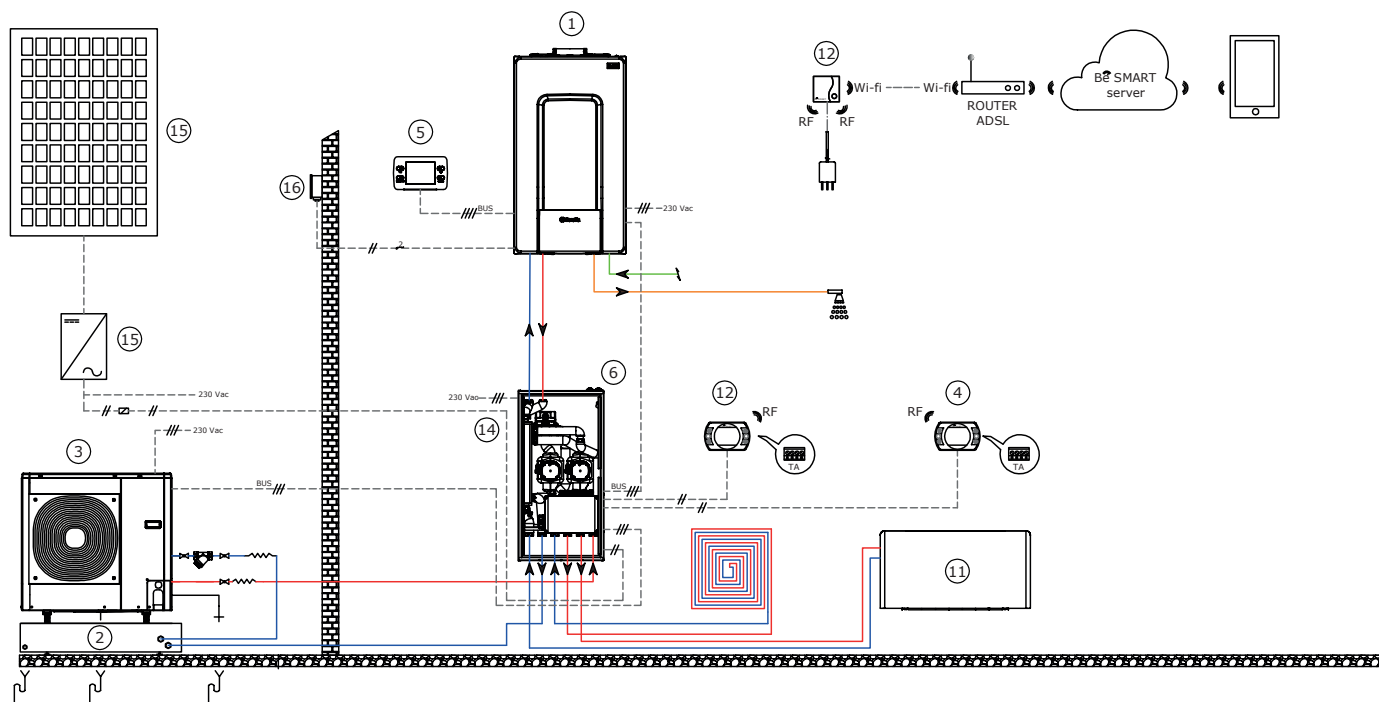 1
12
Be SMART
server
Wi-fi
Wi-fi
ROUTER
ADSL
RF
RF
15
5
16
BUS
230 Vac
2
15
6
230 Vac
230 Vac
12
RF
4
RF
14
230 Vac
3
TA
TA
BUS
BUS
11
2